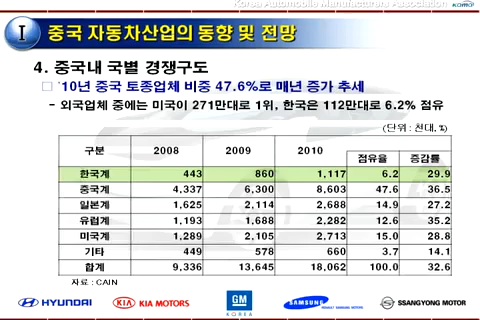 Korea Automobile Manufacturers Association KAMA
I 중국 자동차산업의 동향 및 전망
4. 중국내 국별 경쟁구도
□ '10년 중국 토종업체 비중 47.6%로 매년 증가 추세
- 외국업체 중에는 미국이 271만대로 1위, 한국은 112만대로 6.2% 점유
(단위 : 천대, %)
구분 2008 2009 2010 점유율 증감률
한국계 443 860 1,117 6.2 29.9
중국계 4,337 6,300 8,603 47.6 36.5
일본계 1,625 2,114 2,688 14.9 27.2
유럽계 1,193 1,688 2,282 12.6 35.2
미국계 1,289 2,105 2,713 15.0 28.8
기타 449 578 660 3.7 14.1
합계 9,336 13,645 18,062 100.0 32.6
자료 : CAIN
HYUNDAI KIA KIA MOTORS GM KOREA SAMSUNG RENAULT SAMSUNG MOTORS SSANGYONG MOTOR